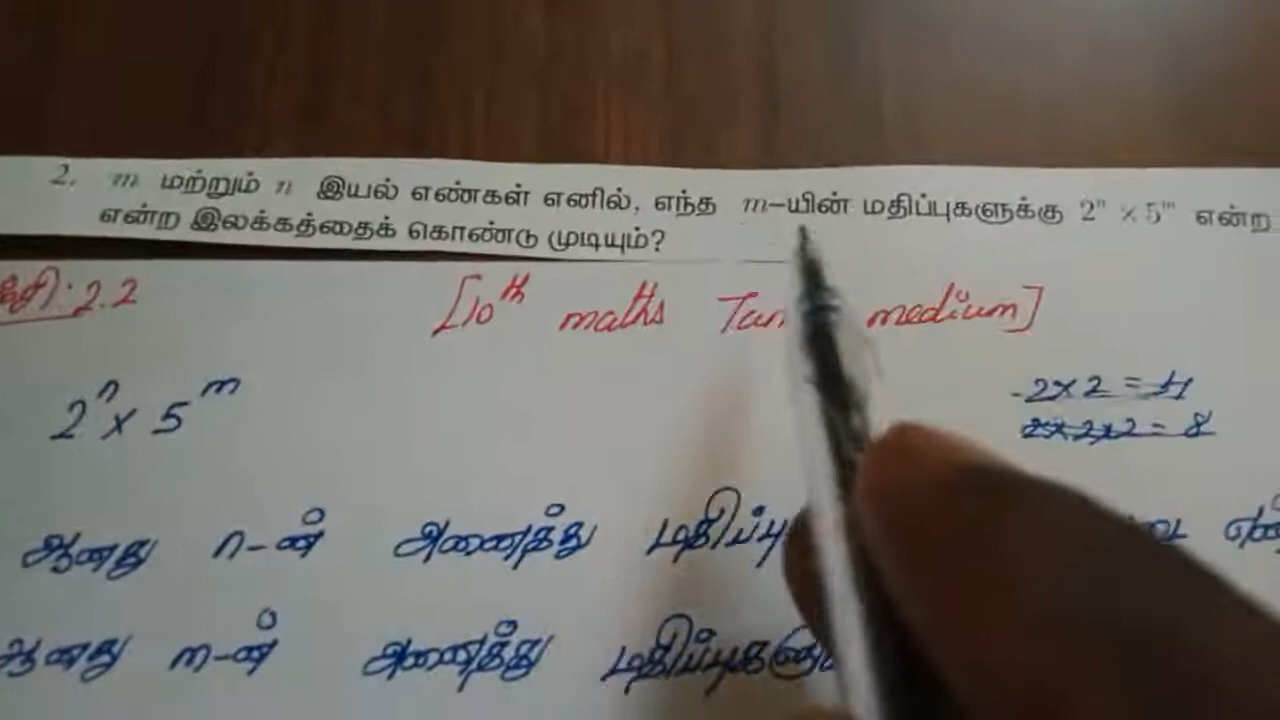 2. m மற்றும் n இயல் எண்கள் எனில், எந்த m-யின் மதிப்புகளுக்கு 2ⁿ × 5ᵐ என்ற
என்ற இலக்கத்தைக் கொண்டு முடியும்?
2.2 [10th maths medium]
2ⁿ × 5ᵐ
2×2=4
2×2×2=8
ஆனது n-ன் அனைத்து
ஆனது m-ன் அனைத்து